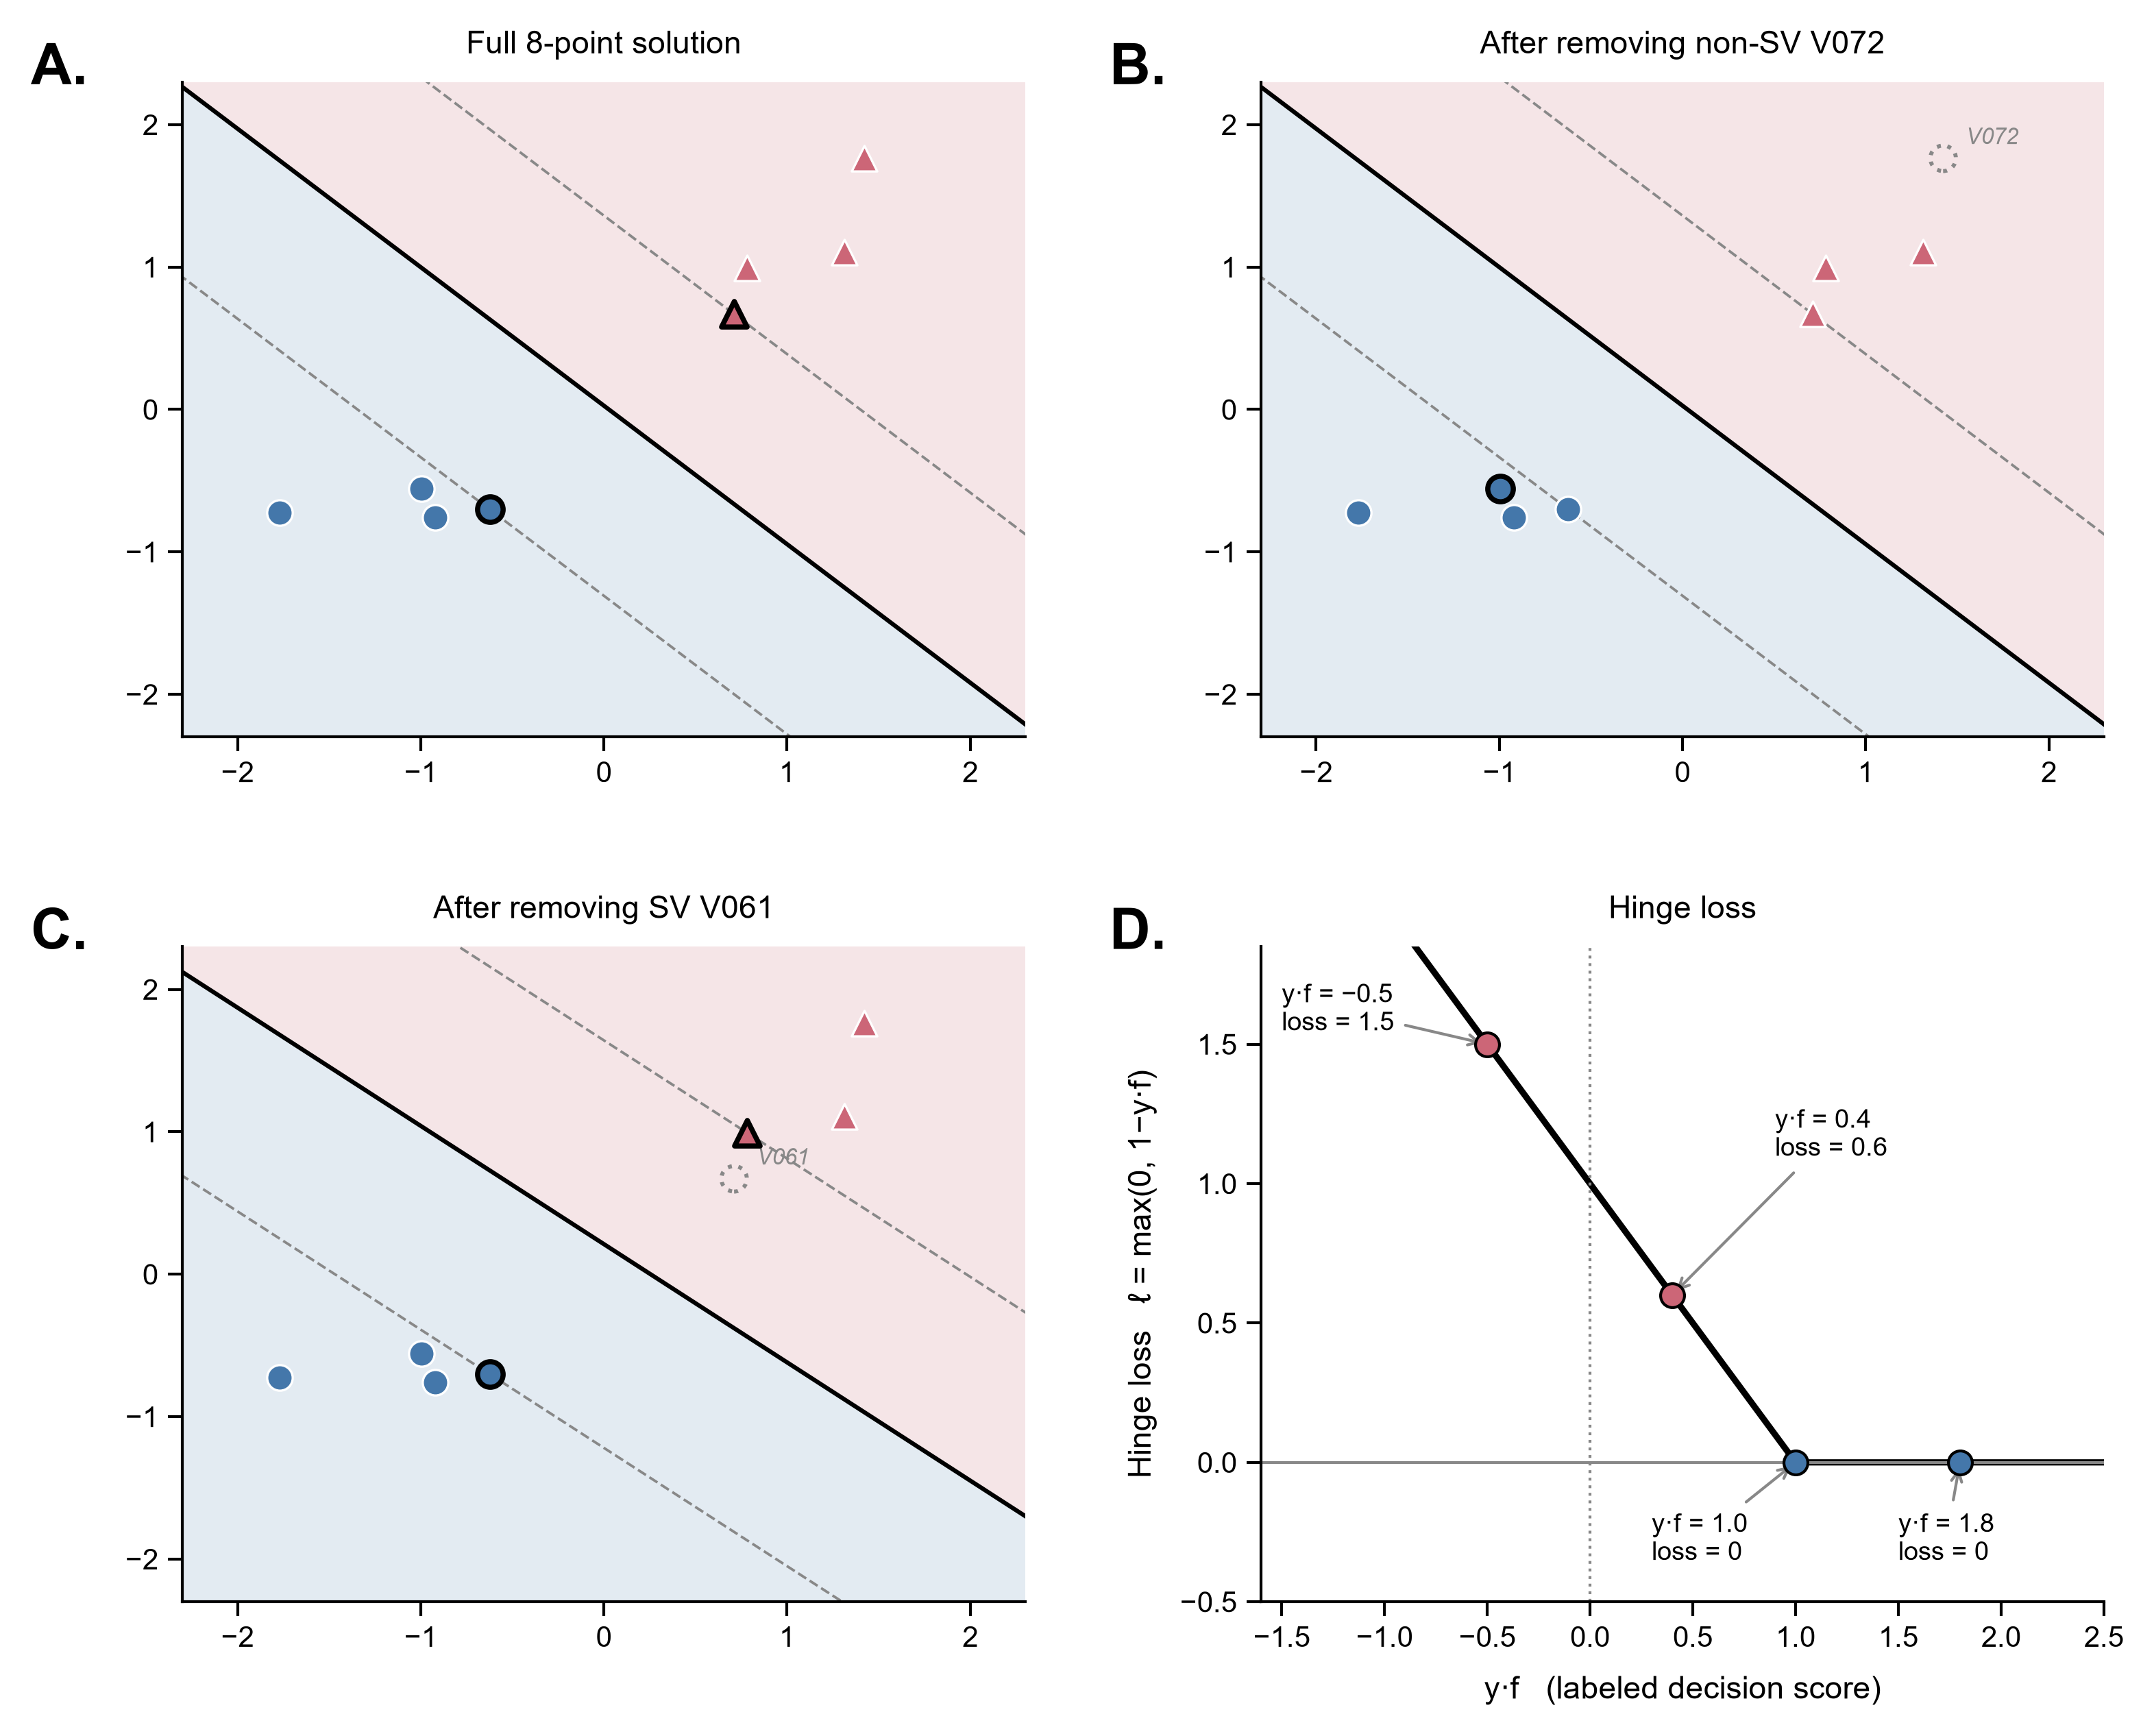 A.
Full 8-point solution
2
1
0
−1
−2
−2
−1
0
1
2
B.
After removing non-SV V072
V072
2
1
0
−1
−2
−2
−1
0
1
2
C.
After removing SV V061
V061
2
1
0
−1
−2
−2
−1
0
1
2
D.
Hinge loss
Hinge loss ℓ = max(0, 1−y·f)
1.5
1.0
0.5
0.0
−0.5
y·f = −0.5
loss = 1.5
y·f = 0.4
loss = 0.6
y·f = 1.0
loss = 0
y·f = 1.8
loss = 0
−1.5
−1.0
−0.5
0.0
0.5
1.0
1.5
2.0
2.5
y·f (labeled decision score)